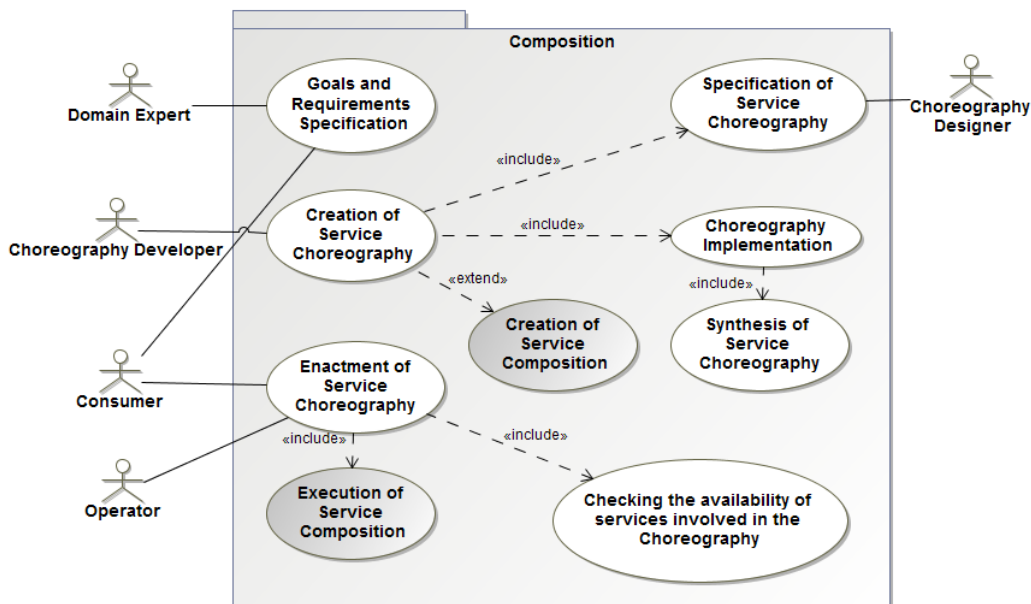 Composition
Domain Expert
Goals and
Requirements
Specification
Specification of
Service
Choreography
Choreography
Designer
«include»
Choreography Developer
Creation of
Service
Choreography
«include»
Choreography
Implementation
«extend»
«include»
Creation of
Service
Composition
Synthesis of
Service
Choreography
Consumer
Enactment of
Service
Choreography
«include»
«include»
Operator
Execution of
Service
Composition
Checking the availability of
services involved in the
Choreography